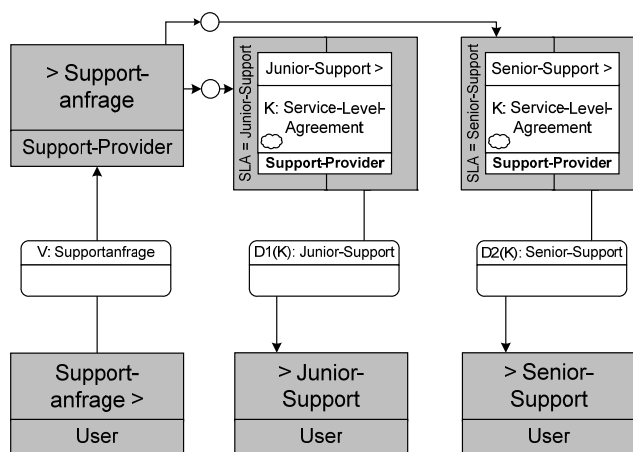 > Support-
anfrage
Support-Provider
SLA = Junior-Support
Junior-Support >
K: Service-Level-
Agreement
Support-Provider
SLA = Senior-Support
Senior-Support >
K: Service-Level-
Agreement
Support-Provider
V: Supportanfrage
D1(K): Junior-Support
D2(K): Senior-Support
Support-
anfrage >
User
> Junior-
Support
User
> Senior-
Support
User